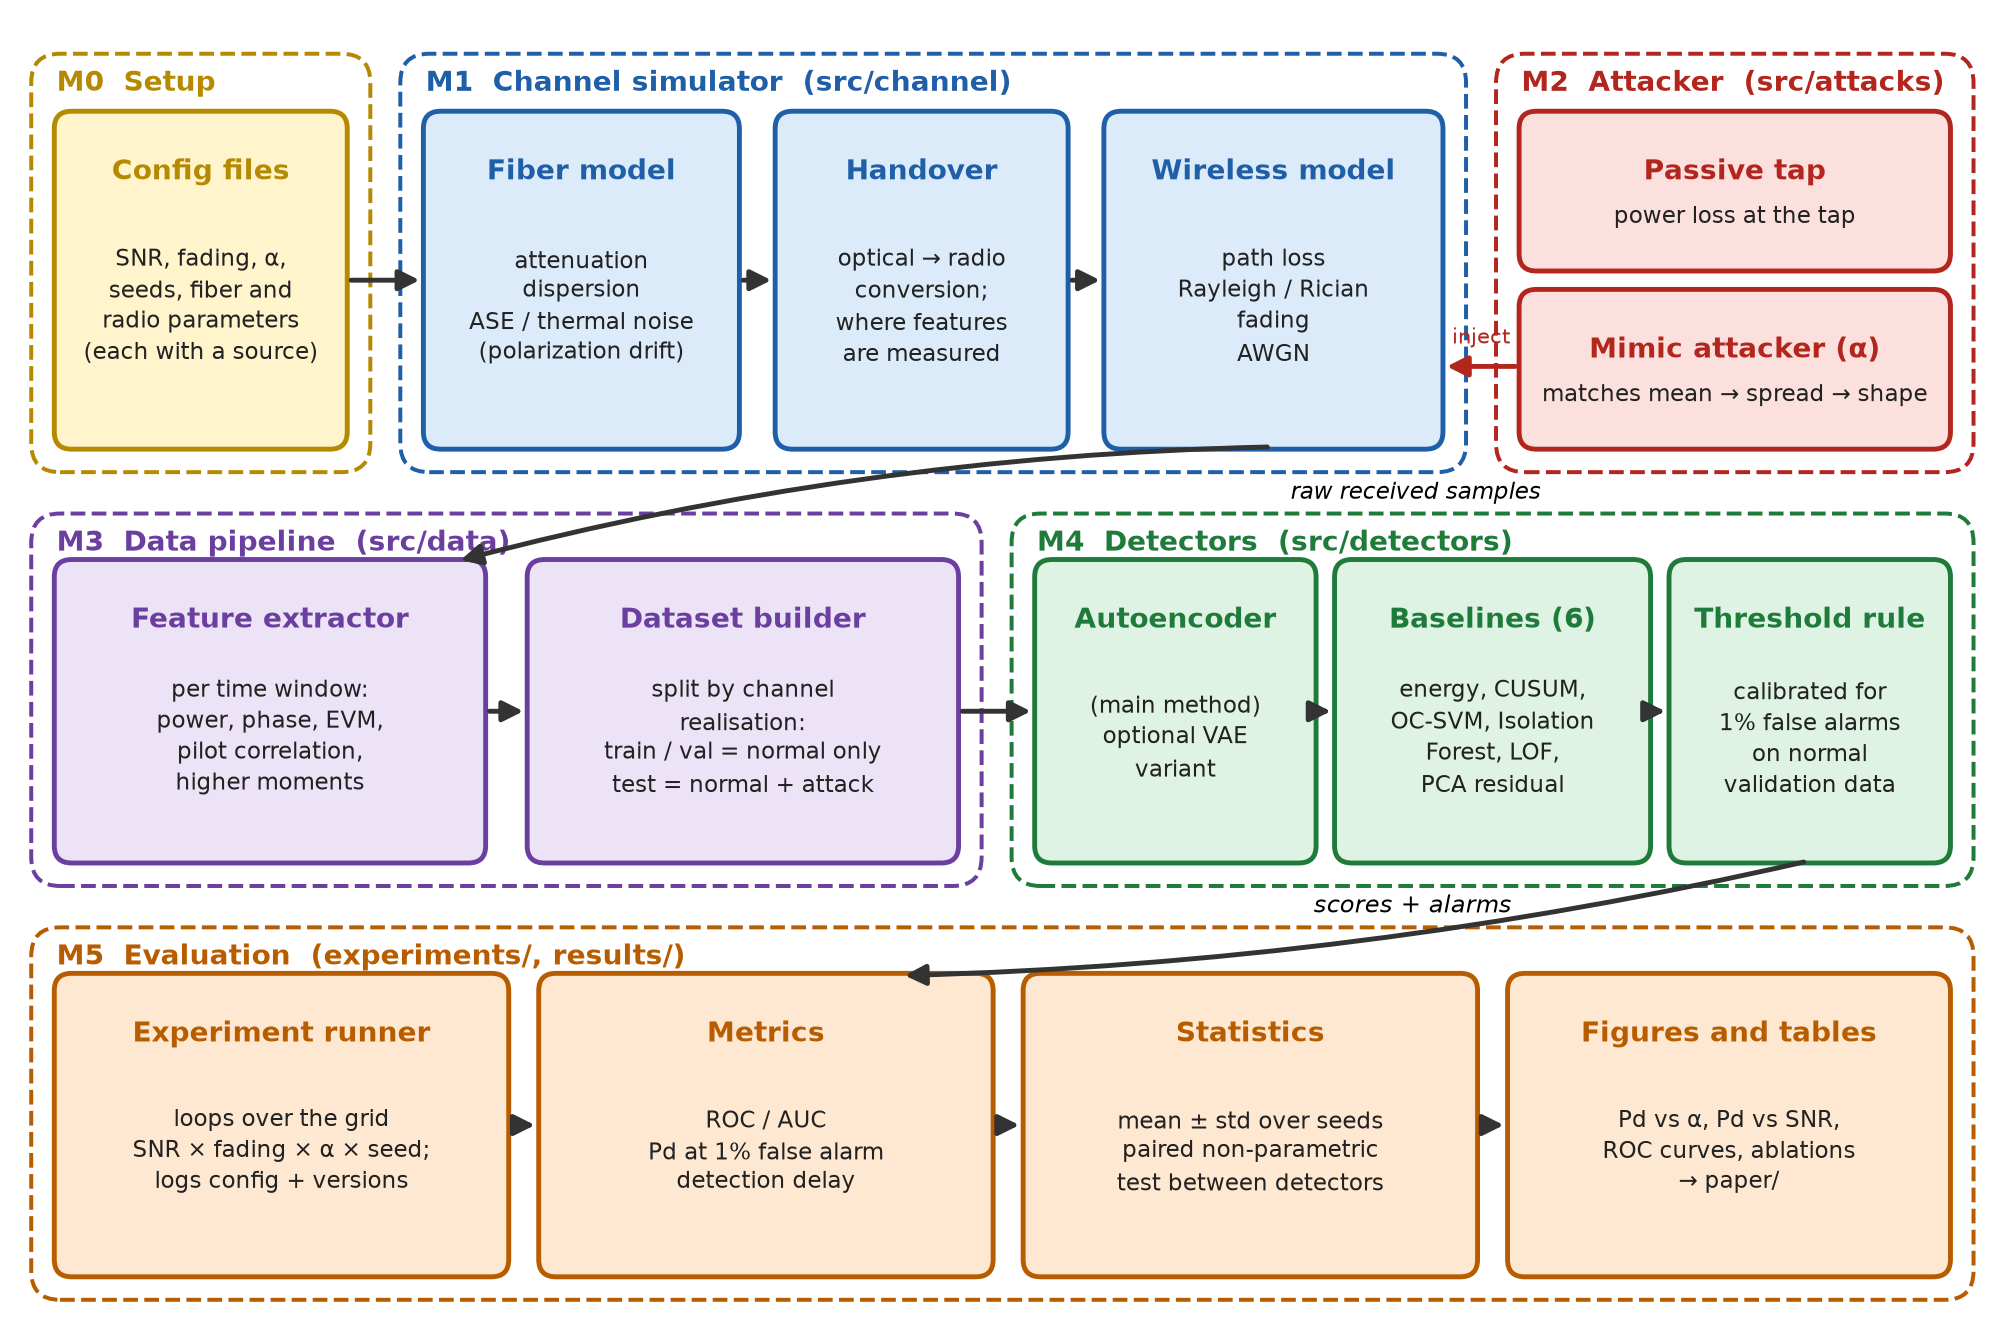 M0  Setup
Config files
SNR, fading, α,
seeds, fiber and
radio parameters
(each with a source)
M1  Channel simulator  (src/channel)
Fiber model
attenuation
dispersion
ASE / thermal noise
(polarization drift)
Handover
optical → radio
conversion;
where features
are measured
Wireless model
path loss
Rayleigh / Rician
fading
AWGN
M2  Attacker  (src/attacks)
Passive tap
power loss at the tap
inject
Mimic attacker (α)
matches mean → spread → shape
raw received samples
M3  Data pipeline  (src/data)
Feature extractor
per time window:
power, phase, EVM,
pilot correlation,
higher moments
Dataset builder
split by channel
realisation:
train / val = normal only
test = normal + attack
M4  Detectors  (src/detectors)
Autoencoder
(main method)
optional VAE
variant
Baselines (6)
energy, CUSUM,
OC-SVM, Isolation
Forest, LOF,
PCA residual
Threshold rule
calibrated for
1% false alarms
on normal
validation data
scores + alarms
M5  Evaluation  (experiments/, results/)
Experiment runner
loops over the grid
SNR × fading × α × seed;
logs config + versions
Metrics
ROC / AUC
Pd at 1% false alarm
detection delay
Statistics
mean ± std over seeds
paired non-parametric
test between detectors
Figures and tables
Pd vs α, Pd vs SNR,
ROC curves, ablations
→ paper/